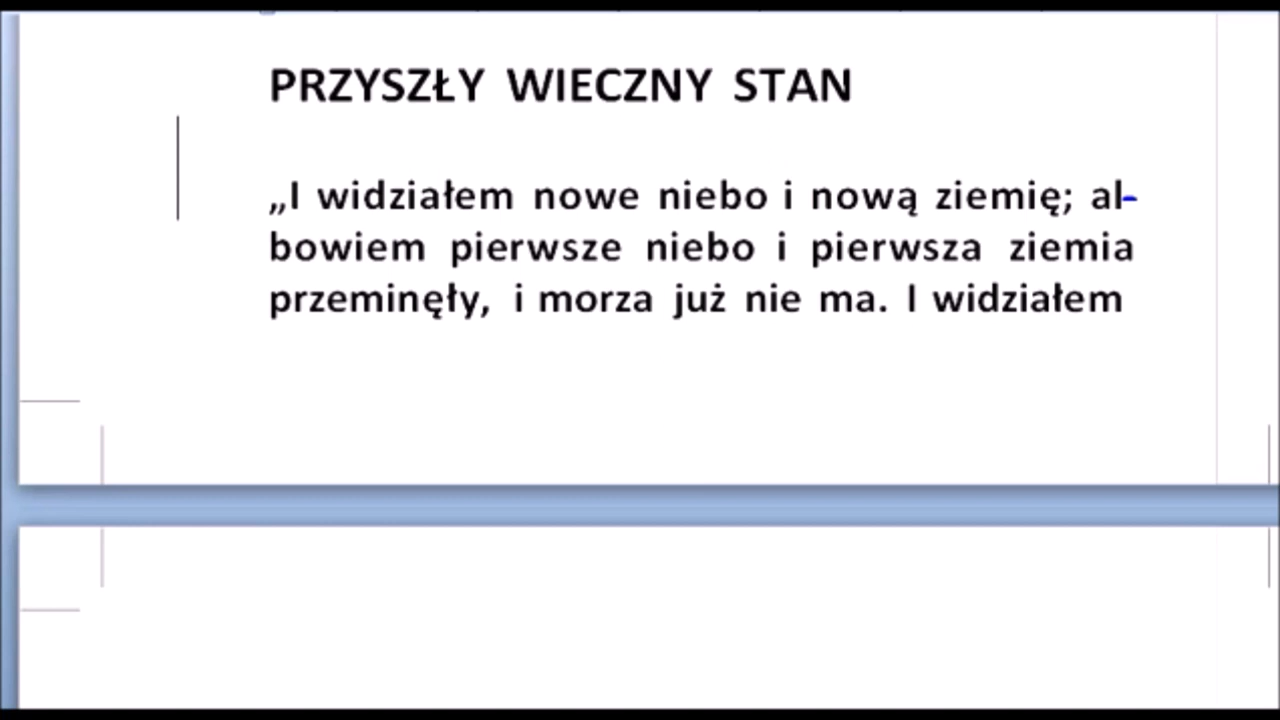 PRZYSZŁY WIECZNY STAN
„I widziałem nowe niebo i nową ziemię; al-
bowiem pierwsze niebo i pierwsza ziemia
przeminęły, i morza już nie ma. I widziałem